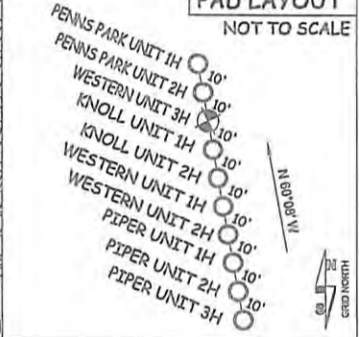 PAD LAYOUT
NOT TO SCALE
PENNS PARK UNIT 1H
10'
PENNS PARK UNIT 2H
10'
WESTERN UNIT 3H
10'
KNOLL UNIT 1H
10'
KNOLL UNIT 2H
10'
WESTERN UNIT 1H
10'
WESTERN UNIT 2H
10'
PIPER UNIT 1H
10'
PIPER UNIT 2H
10'
PIPER UNIT 3H
N 60°08' W
GRID NORTH